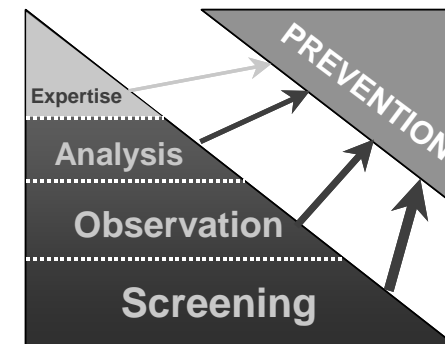 PREVENTION
Expertise
Analysis
Observation
Screening